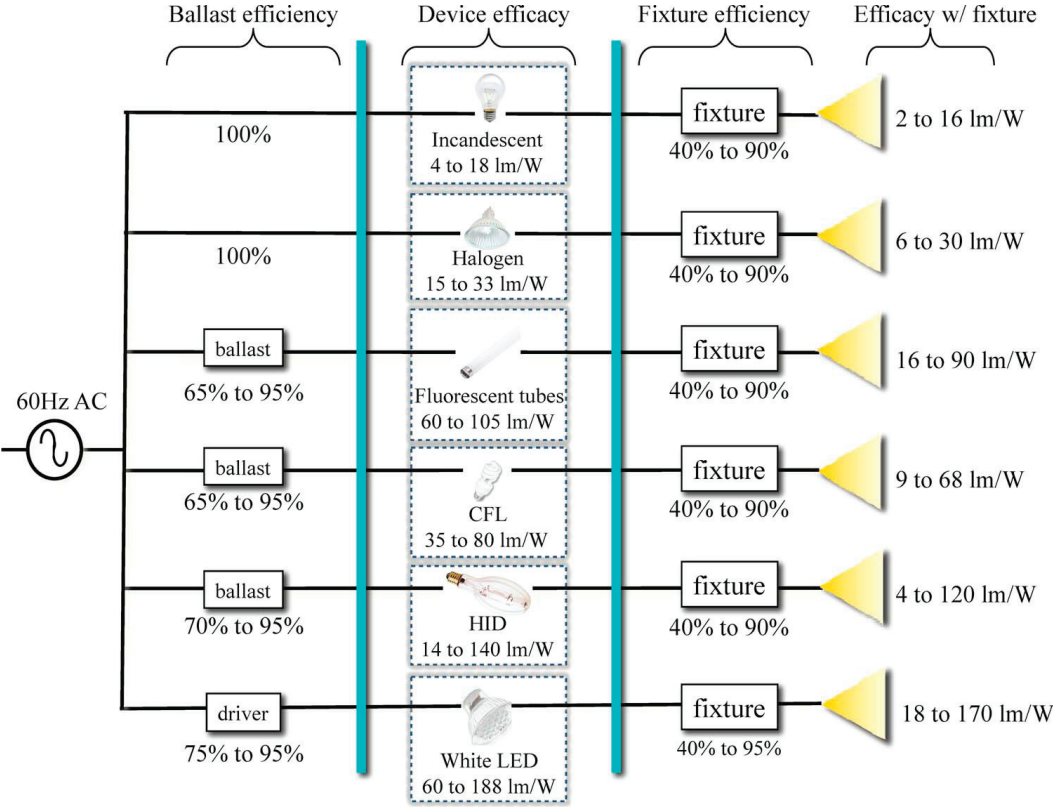 Ballast efficiency Device efficacy Fixture efficiency Efficacy w/ fixture
100% Incandescent 4 to 18 lm/W fixture 40% to 90% 2 to 16 lm/W
100% Halogen 15 to 33 lm/W fixture 40% to 90% 6 to 30 lm/W
ballast 65% to 95% Fluorescent tubes 60 to 105 lm/W fixture 40% to 90% 16 to 90 lm/W
60Hz AC
ballast 65% to 95% CFL 35 to 80 lm/W fixture 40% to 90% 9 to 68 lm/W
ballast 70% to 95% HID 14 to 140 lm/W fixture 40% to 90% 4 to 120 lm/W
driver 75% to 95% White LED 60 to 188 lm/W fixture 40% to 95% 18 to 170 lm/W